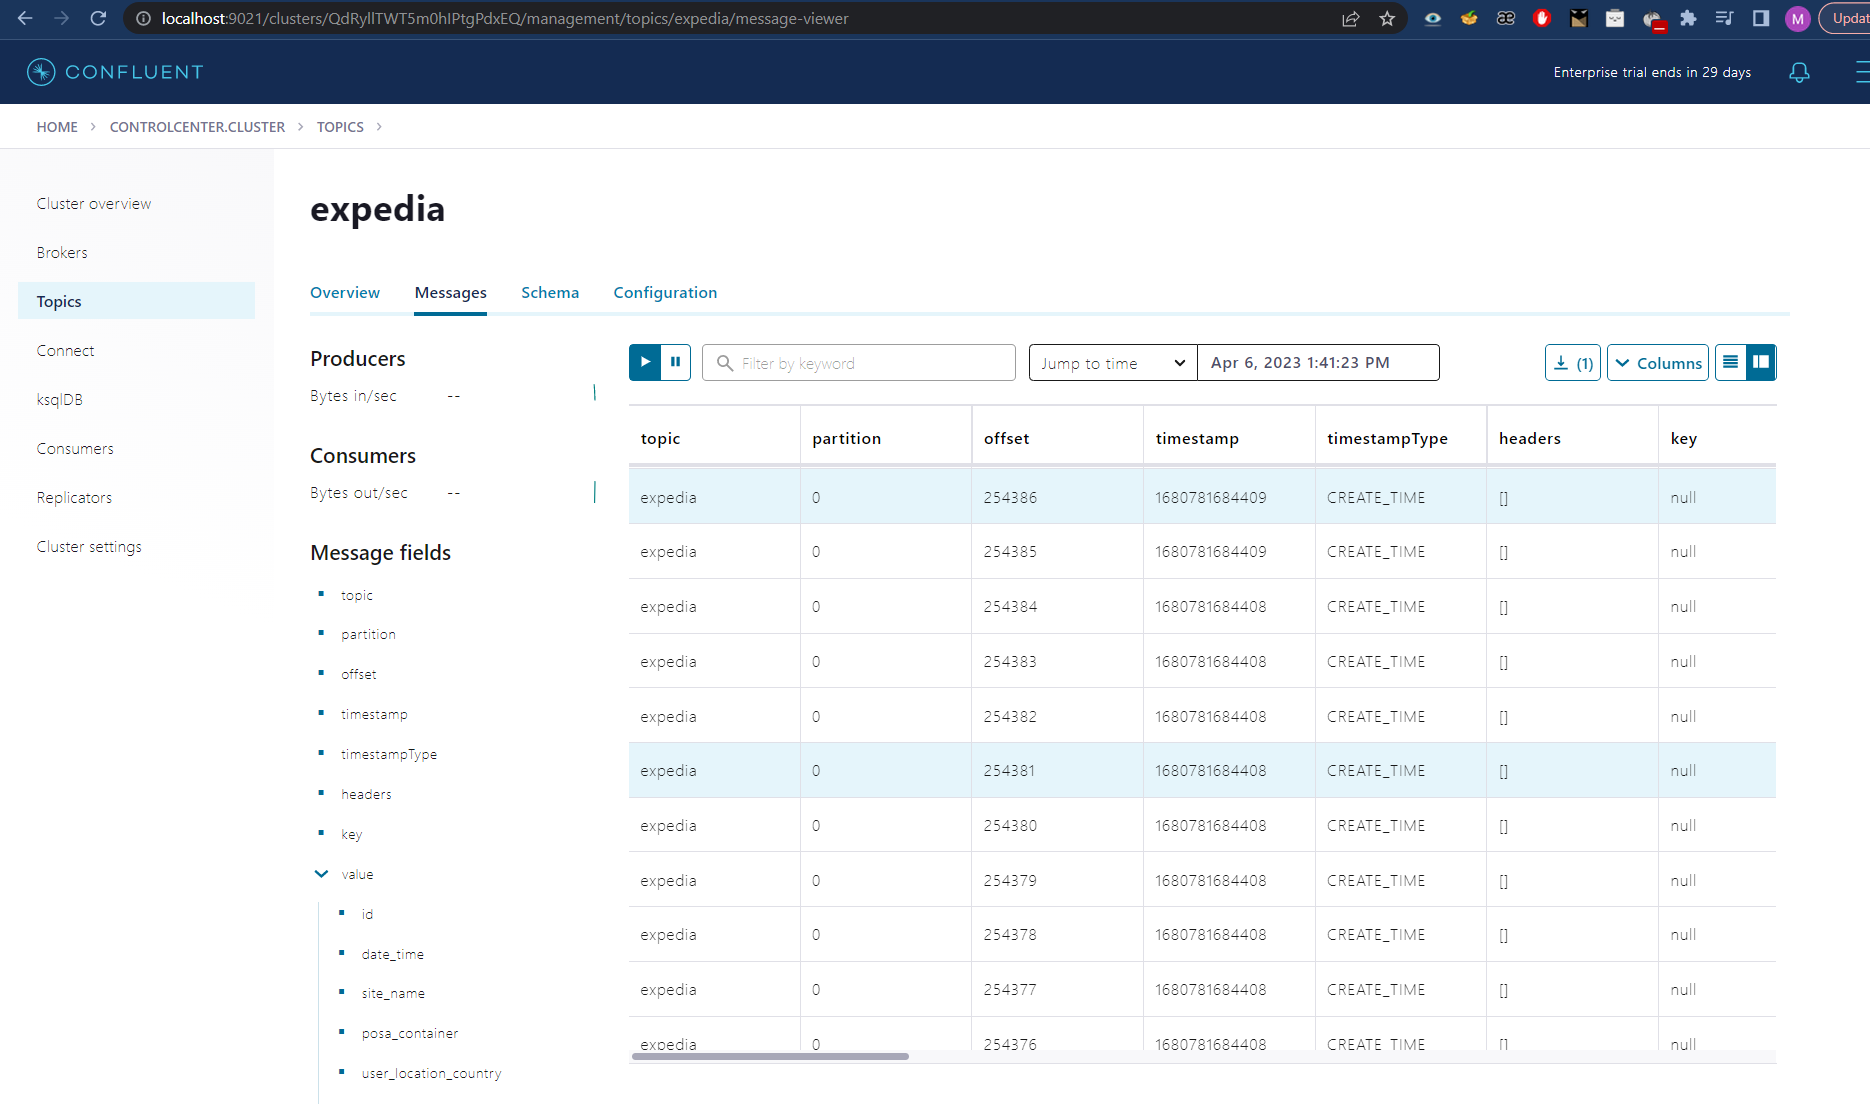 localhost:9021/clusters/QdRyllTWT5m0hIPtgPdxEQ/management/topics/expedia/message-viewer
æ
M
Updat
CONFLUENT
Enterprise trial ends in 29 days
HOME > CONTROLCENTER.CLUSTER > TOPICS >
Cluster overview
Brokers
Topics
Connect
ksqlDB
Consumers
Replicators
Cluster settings
expedia
Overview Messages Schema Configuration
Producers
Bytes in/sec --
Consumers
Bytes out/sec --
Message fields
topic
partition
offset
timestamp
timestampType
headers
key
value
id
date_time
site_name
posa_container
user_location_country
Filter by keyword
Jump to time
Apr 6, 2023 1:41:23 PM
(1)
Columns
topic partition offset timestamp timestampType headers key
expedia 0 254386 1680781684409 CREATE_TIME [] null
expedia 0 254385 1680781684409 CREATE_TIME [] null
expedia 0 254384 1680781684408 CREATE_TIME [] null
expedia 0 254383 1680781684408 CREATE_TIME [] null
expedia 0 254382 1680781684408 CREATE_TIME [] null
expedia 0 254381 1680781684408 CREATE_TIME [] null
expedia 0 254380 1680781684408 CREATE_TIME [] null
expedia 0 254379 1680781684408 CREATE_TIME [] null
expedia 0 254378 1680781684408 CREATE_TIME [] null
expedia 0 254377 1680781684408 CREATE_TIME [] null
expedia 0 254376 1680781684408 CREATE_TIME [] null